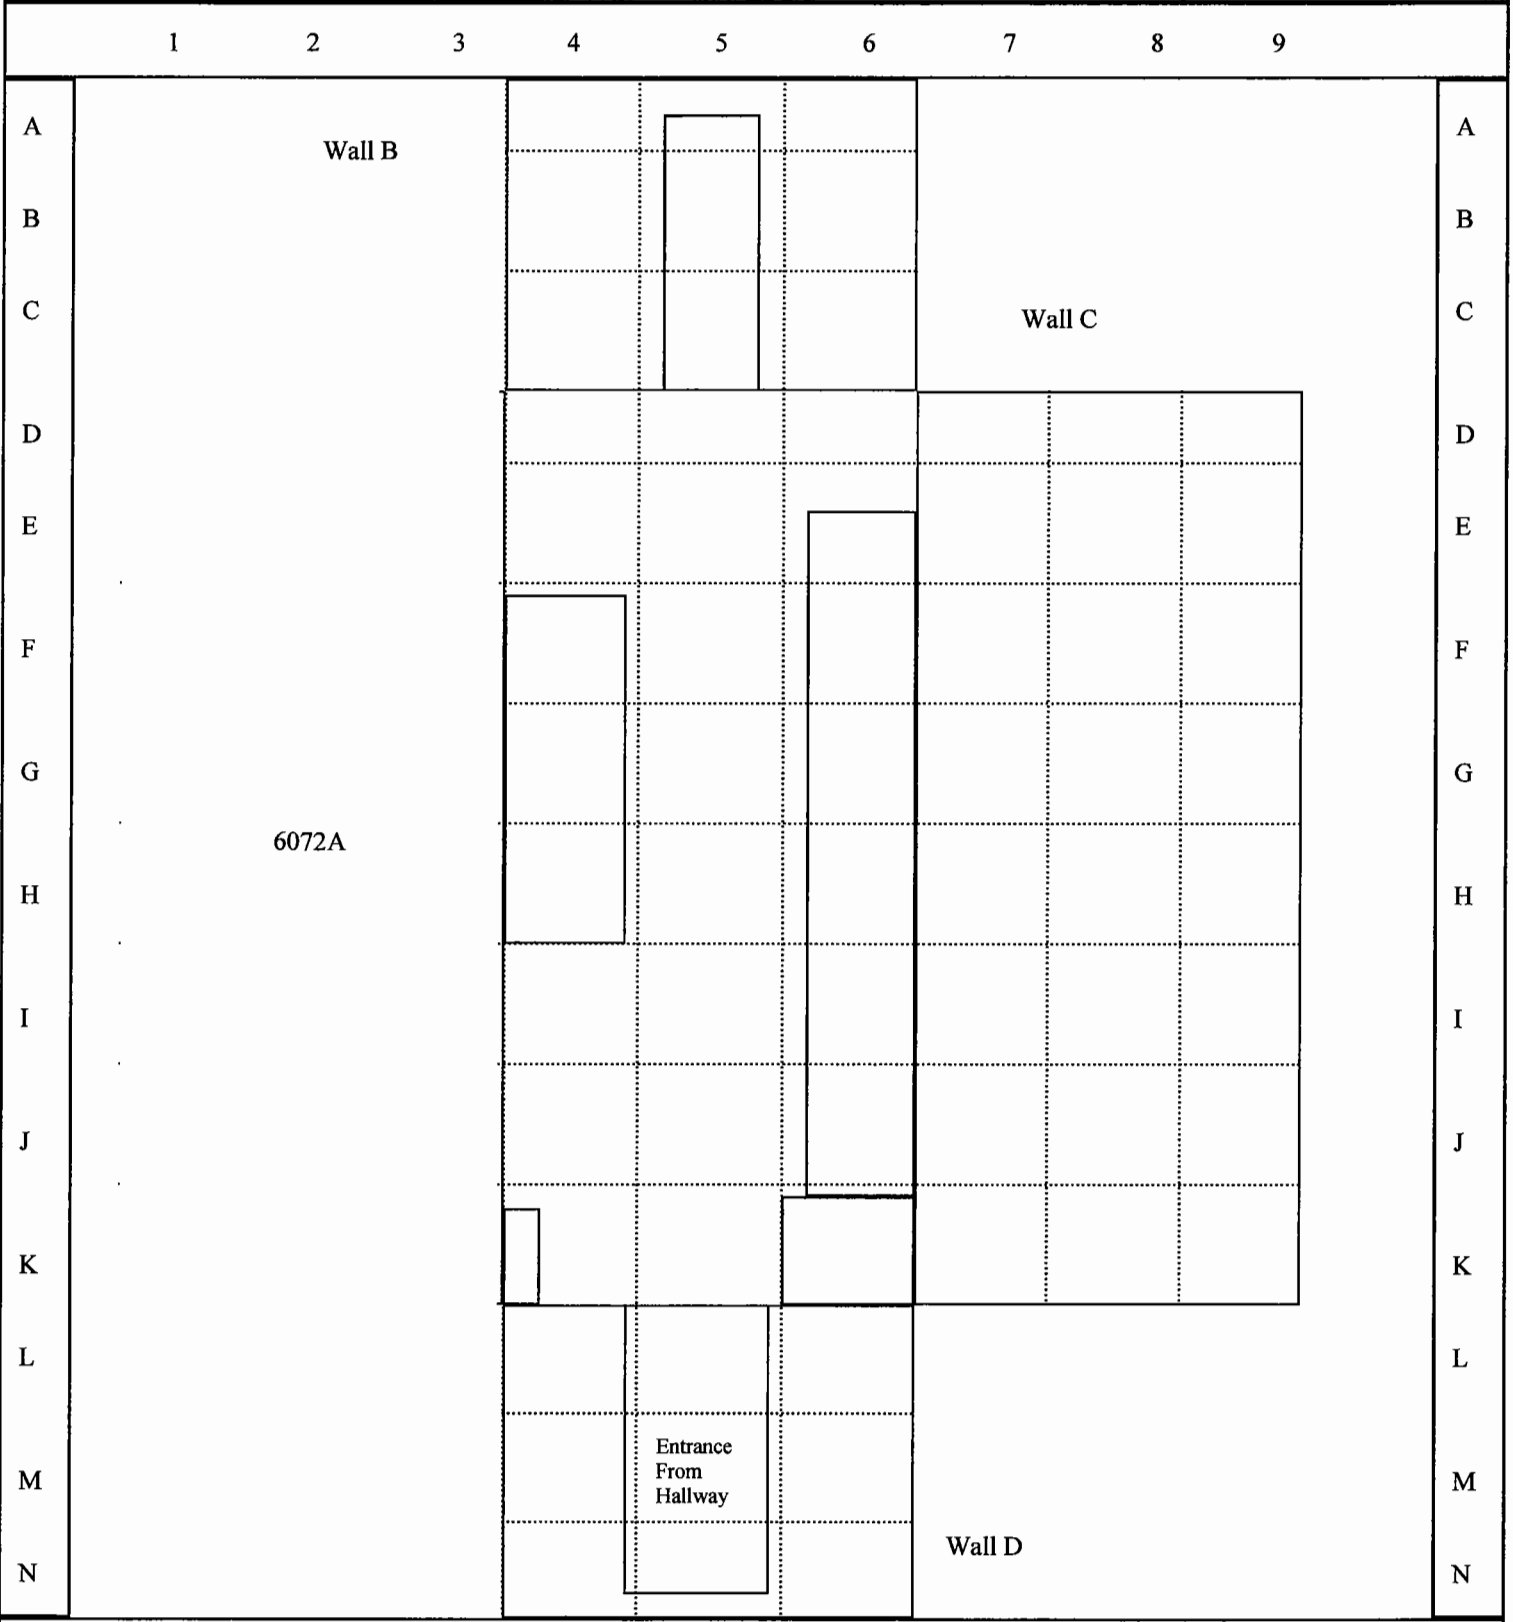 1 2 3 4 5 6 7 8 9
A A
Wall B
B B
C C
Wall C
D D
E E
F F
G G
6072A
H H
I I
J J
K K
L L
Entrance
From
Hallway
M M
Wall D
N N